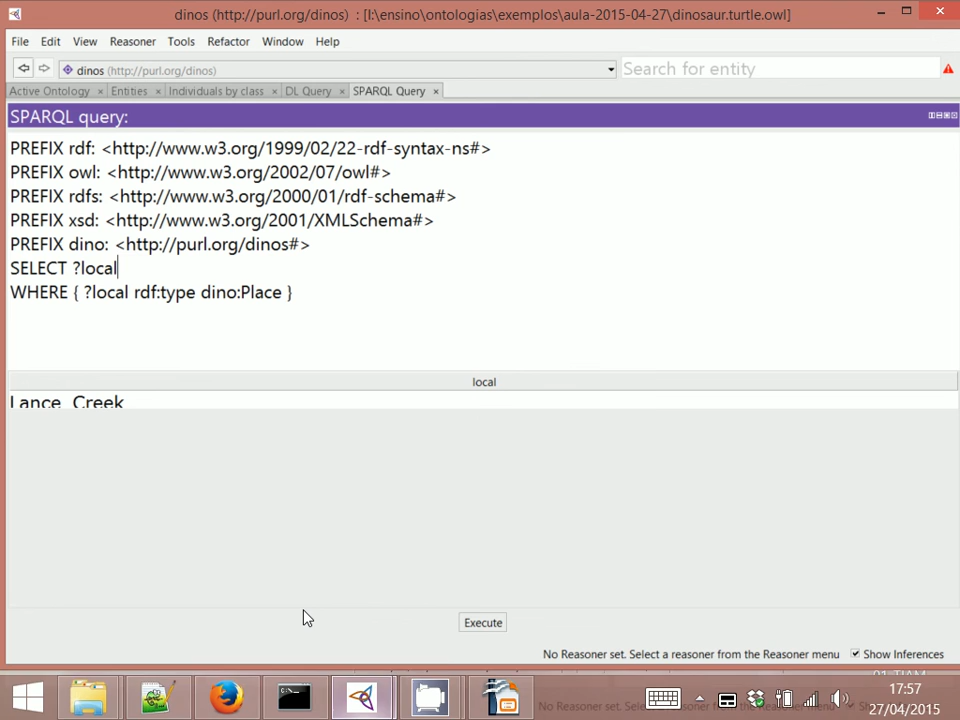 dinos (http://purl.org/dinos) : [I:\ensino\ontologias\exemplos\aula-2015-04-27\dinosaur.turtle.owl]
File Edit View Reasoner Tools Refactor Window Help
dinos (http://purl.org/dinos) Search for entity
Active Ontology × Entities × Individuals by class × DL Query × SPARQL Query ×
SPARQL query:
PREFIX rdf: <http://www.w3.org/1999/02/22-rdf-syntax-ns#>
PREFIX owl: <http://www.w3.org/2002/07/owl#>
PREFIX rdfs: <http://www.w3.org/2000/01/rdf-schema#>
PREFIX xsd: <http://www.w3.org/2001/XMLSchema#>
PREFIX dino: <http://purl.org/dinos#>
SELECT ?local
WHERE { ?local rdf:type dino:Place }
local
Lance_Creek
Execute
No Reasoner set. Select a reasoner from the Reasoner menu Show Inferences
17:57
27/04/2015